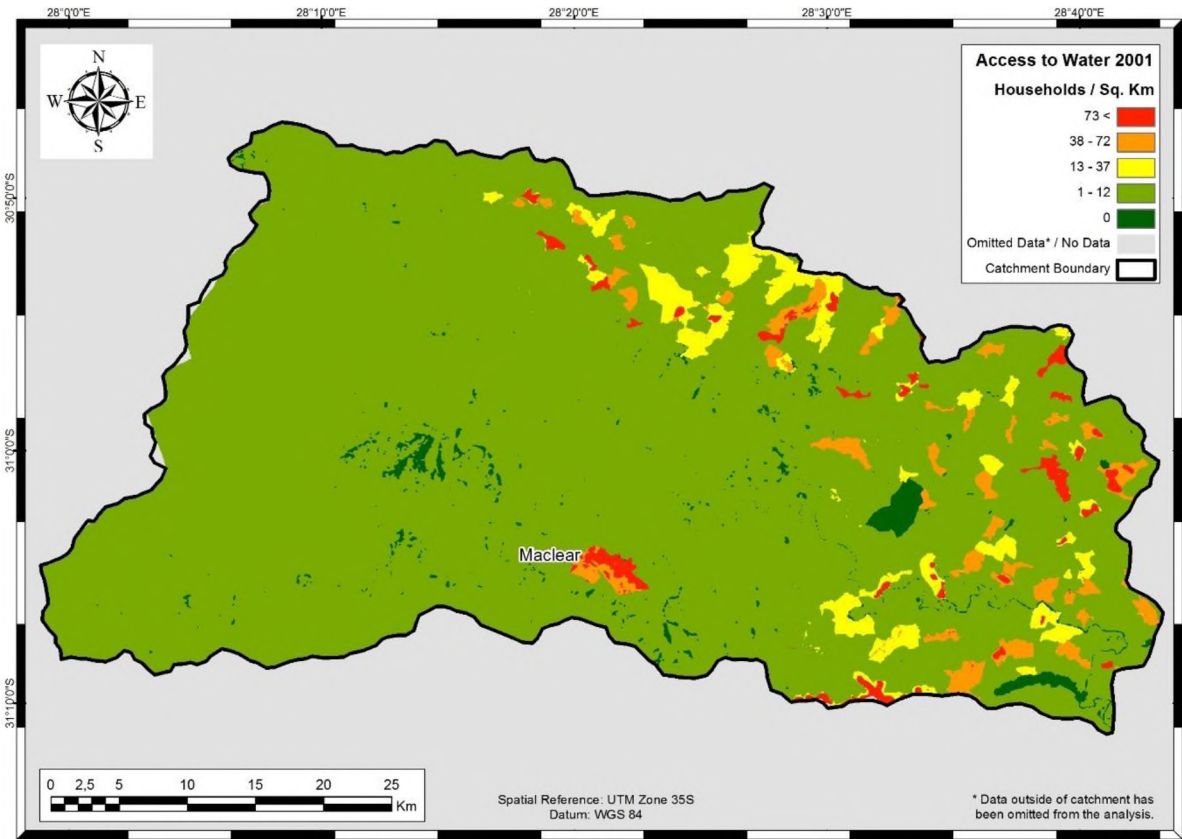 28°0'0"E 28°10'0"E 28°20'0"E 28°30'0"E 28°40'0"E
N
W E
S
Access to Water 2001
Households / Sq. Km
73 <
38 - 72
13 - 37
1 - 12
0
Omitted Data* / No Data
Catchment Boundary
30°50'0"S
31°0'0"S
Maclear
31°10'0"S
0 2,5 5 10 15 20 25
Km
Spatial Reference: UTM Zone 35S
Datum: WGS 84
* Data outside of catchment has
been omitted from the analysis.